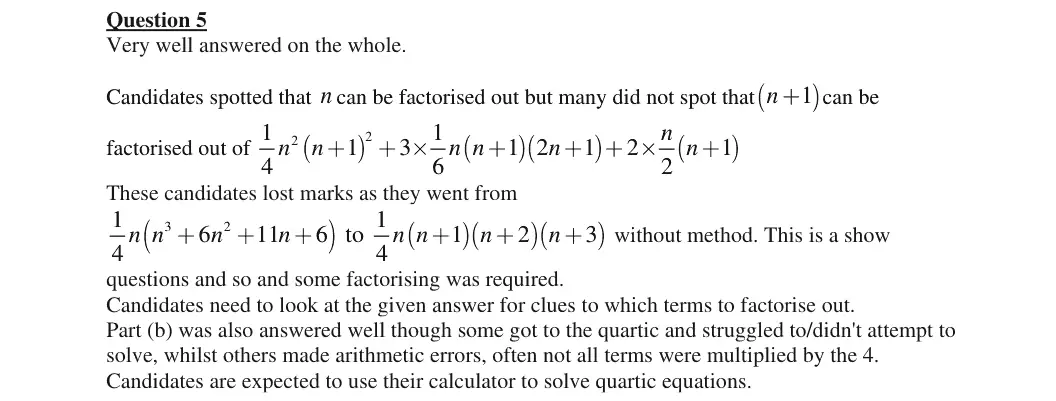 Question 5
Very well answered on the whole.
Candidates spotted that n can be factorised out but many did not spot that (n+1) can be
factorised out of 1/4 n²(n+1)² + 3×1/6 n(n+1)(2n+1) + 2×n/2 (n+1)
These candidates lost marks as they went from
1/4 n(n³ + 6n² + 11n + 6) to 1/4 n(n+1)(n+2)(n+3) without method. This is a show
questions and so and some factorising was required.
Candidates need to look at the given answer for clues to which terms to factorise out.
Part (b) was also answered well though some got to the quartic and struggled to/didn't attempt to
solve, whilst others made arithmetic errors, often not all terms were multiplied by the 4.
Candidates are expected to use their calculator to solve quartic equations.